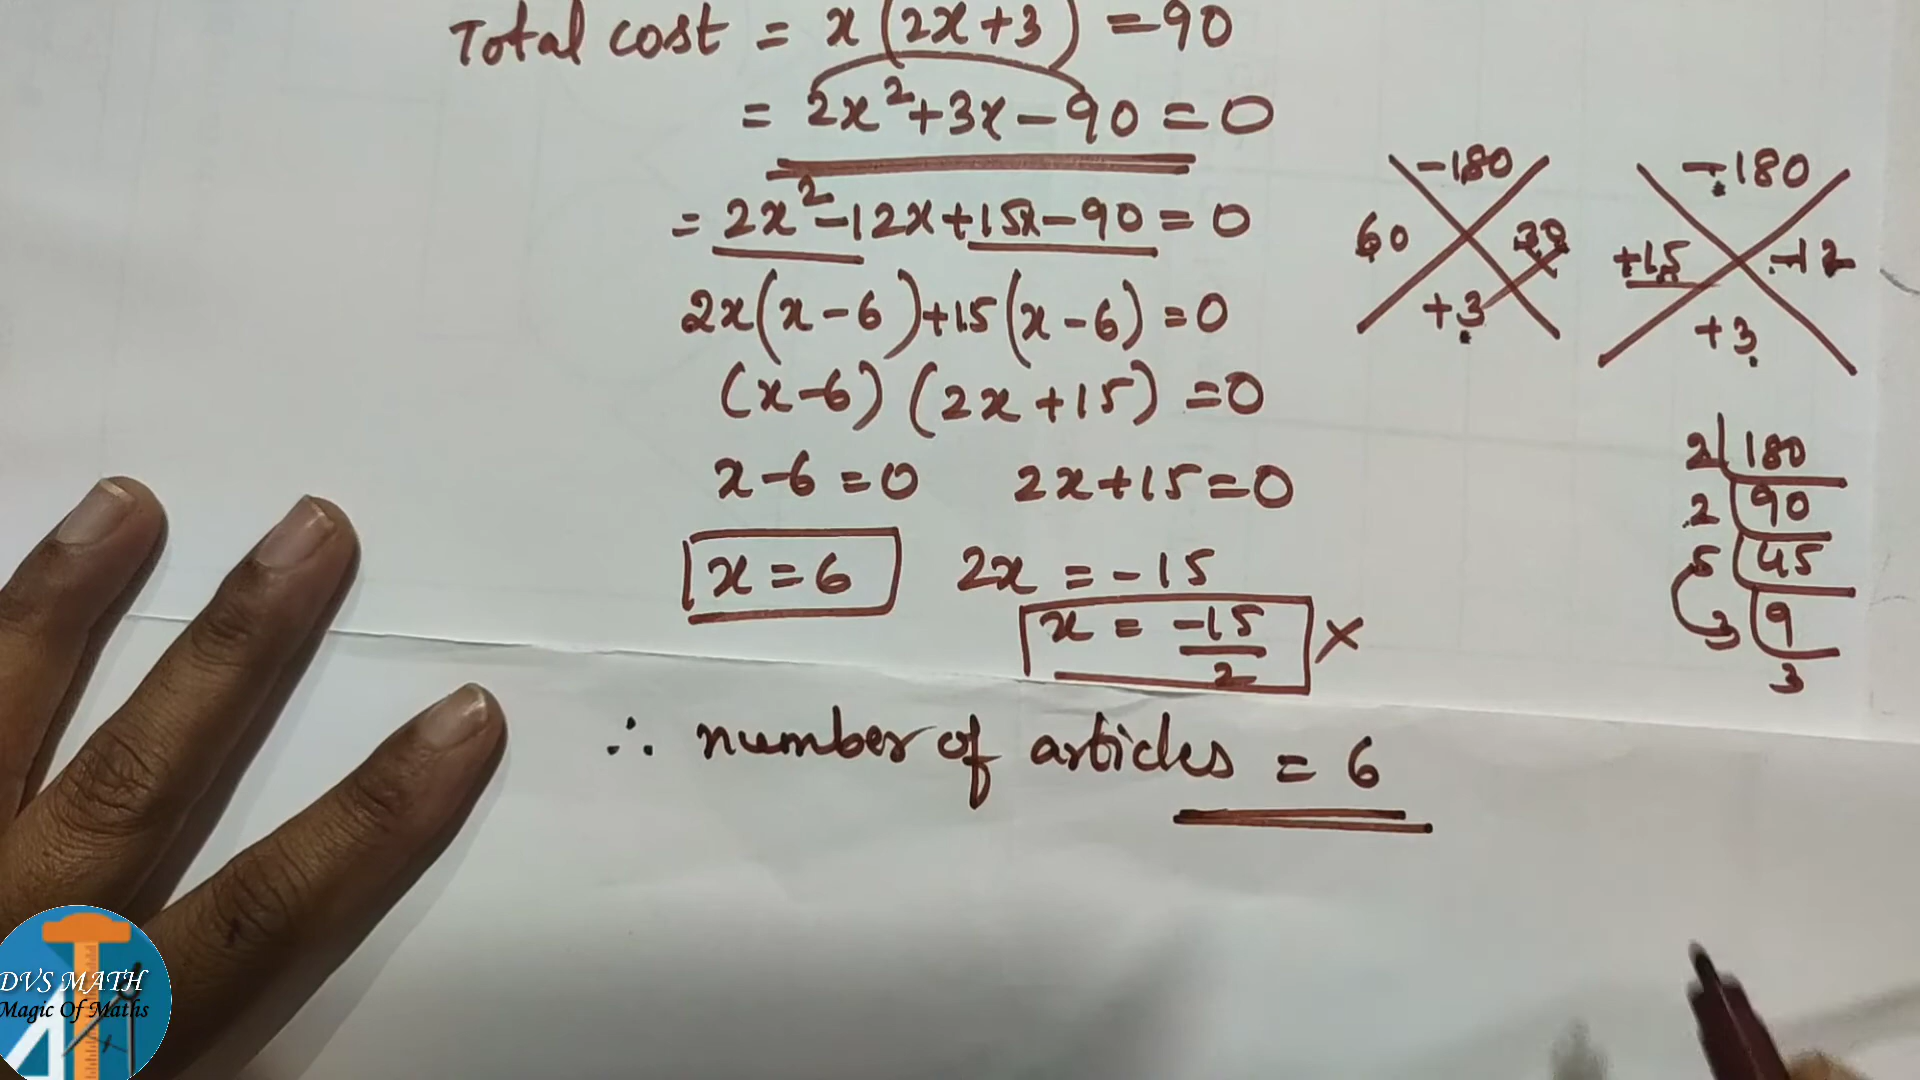 Total cost = x(2x+3) = 90
= 2x²+3x-90=0
= 2x²-12x+15x-90=0
2x(x-6)+15(x-6)=0
(x-6) (2x+15) =0
x-6=0 2x+15=0
x=6 2x = -15
x = -15/2 ×
∴ number of articles = 6
-180
60 30
+3
-180
+15 -12
+3
2 180
2 90
5 45
3 9
3
DVS MATH
Magic Of Maths